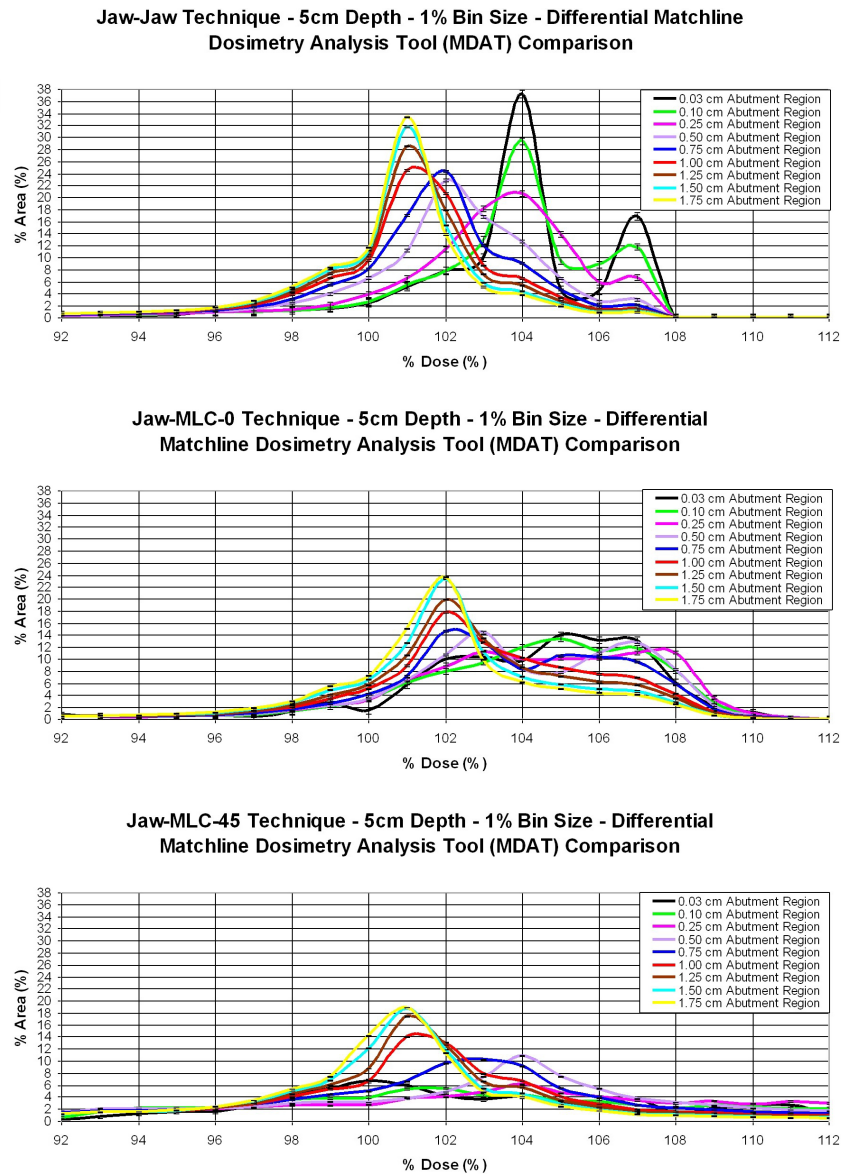 Jaw-Jaw Technique - 5cm Depth - 1% Bin Size - Differential Matchline
Dosimetry Analysis Tool (MDAT) Comparison
% Area (%)
38
36
34
32
30
28
26
24
22
20
18
16
14
12
10
8
6
4
2
0
0.03 cm Abutment Region
0.10 cm Abutment Region
0.25 cm Abutment Region
0.50 cm Abutment Region
0.75 cm Abutment Region
1.00 cm Abutment Region
1.25 cm Abutment Region
1.50 cm Abutment Region
1.75 cm Abutment Region
92 94 96 98 100 102 104 106 108 110 112
% Dose (%)
Jaw-MLC-0 Technique - 5cm Depth - 1% Bin Size - Differential
Matchline Dosimetry Analysis Tool (MDAT) Comparison
% Area (%)
38
36
34
32
30
28
26
24
22
20
18
16
14
12
10
8
6
4
2
0
0.03 cm Abutment Region
0.10 cm Abutment Region
0.25 cm Abutment Region
0.50 cm Abutment Region
0.75 cm Abutment Region
1.00 cm Abutment Region
1.25 cm Abutment Region
1.50 cm Abutment Region
1.75 cm Abutment Region
92 94 96 98 100 102 104 106 108 110 112
% Dose (%)
Jaw-MLC-45 Technique - 5cm Depth - 1% Bin Size - Differential
Matchline Dosimetry Analysis Tool (MDAT) Comparison
% Area (%)
38
36
34
32
30
28
26
24
22
20
18
16
14
12
10
8
6
4
2
0
0.03 cm Abutment Region
0.10 cm Abutment Region
0.25 cm Abutment Region
0.50 cm Abutment Region
0.75 cm Abutment Region
1.00 cm Abutment Region
1.25 cm Abutment Region
1.50 cm Abutment Region
1.75 cm Abutment Region
92 94 96 98 100 102 104 106 108 110 112
% Dose (%)